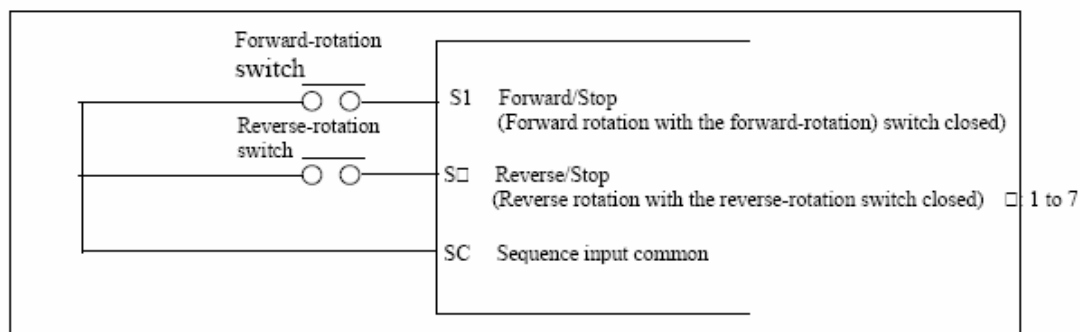 Forward-rotation
switch
S1 Forward/Stop
(Forward rotation with the forward-rotation) switch closed)
Reverse-rotation
switch
S□ Reverse/Stop
(Reverse rotation with the reverse-rotation switch closed) □: 1 to 7
SC Sequence input common